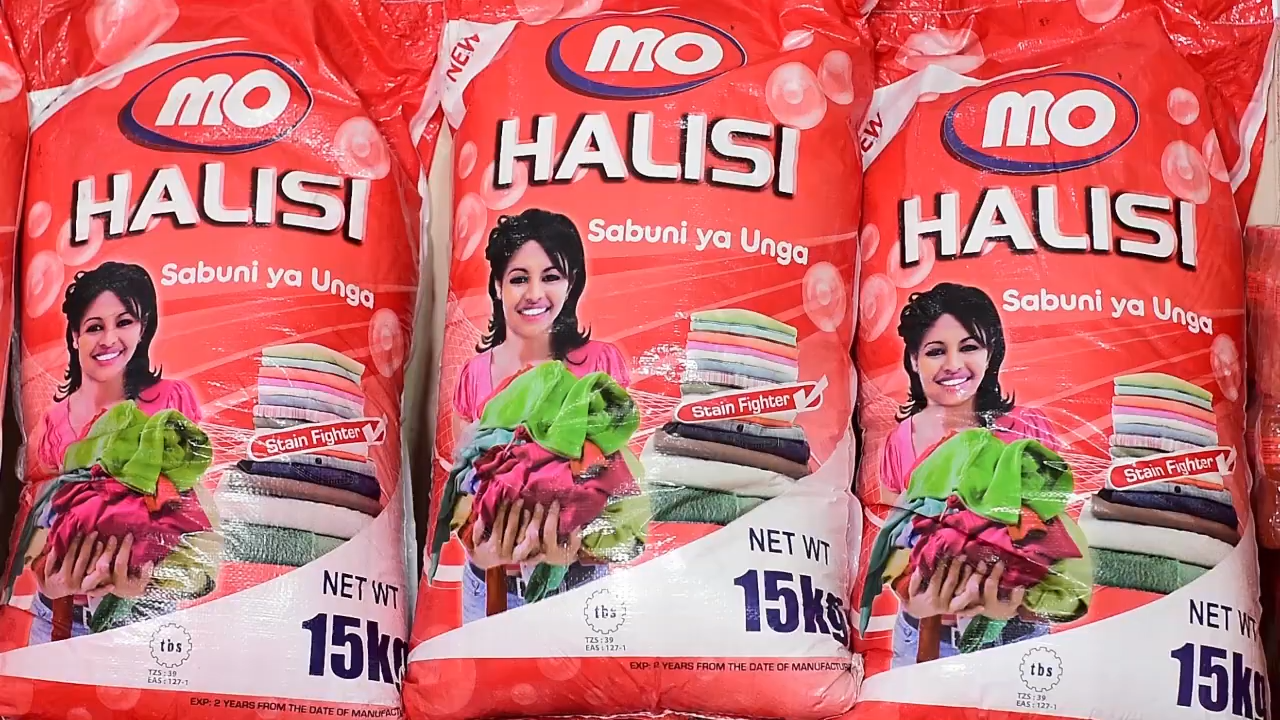 MO
HALISI
Sabuni ya Unga
Stain Fighter
NET WT
15kg
tbs
TZS : 39
EAS : 127-1
EXP: 2 YEARS FROM THE DATE OF MANUFACT
NEW
MO
HALISI
Sabuni ya Unga
Stain Fighter
NET WT
15kg
tbs
TZS : 39
EAS : 127-1
EXP: 2 YEARS FROM THE DATE OF MANUFACTUR
NEW
MO
HALISI
Sabuni ya Unga
Stain Fighter
NET WT
15kg
tbs
TZS : 39
EAS : 127-1